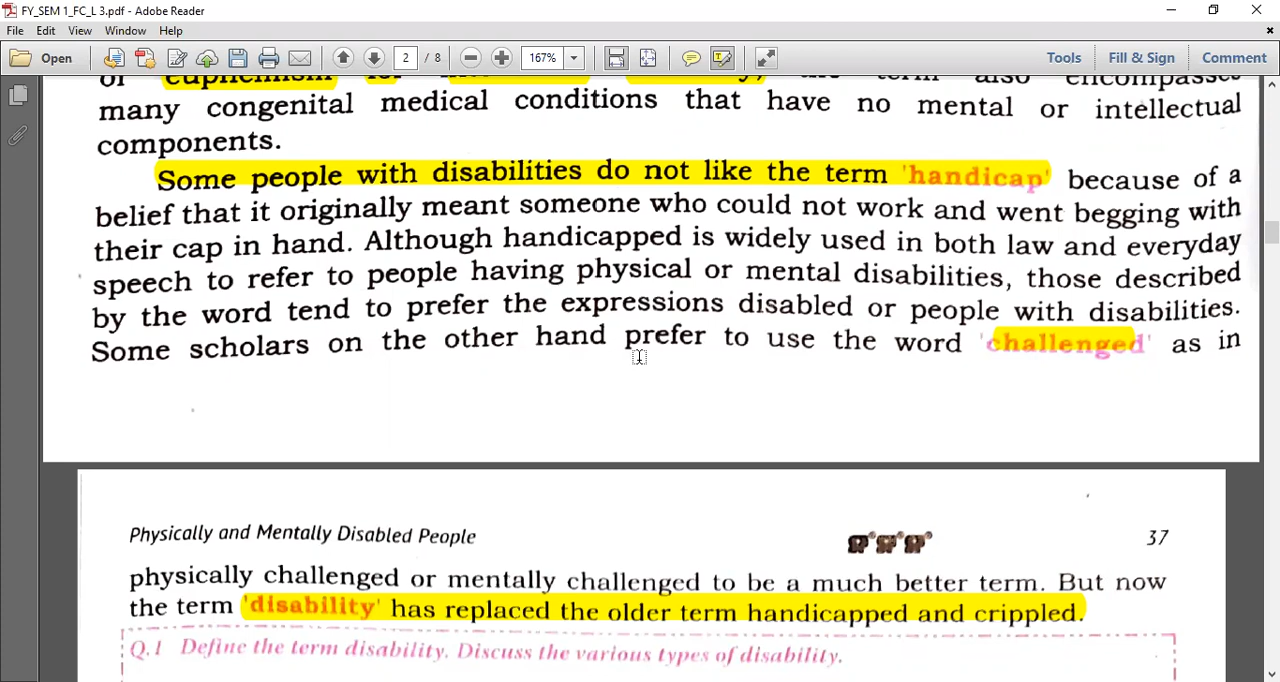 FY_SEM 1_FC_L 3.pdf - Adobe Reader
File Edit View Window Help
Open 2 / 8 167% Tools Fill & Sign Comment
of euphemism for also encompasses
many congenital medical conditions that have no mental or intellectual
components.
Some people with disabilities do not like the term 'handicap' because of a
belief that it originally meant someone who could not work and went begging with
their cap in hand. Although handicapped is widely used in both law and everyday
speech to refer to people having physical or mental disabilities, those described
by the word tend to prefer the expressions disabled or people with disabilities.
Some scholars on the other hand prefer to use the word 'challenged' as in
Physically and Mentally Disabled People 37
physically challenged or mentally challenged to be a much better term. But now
the term 'disability' has replaced the older term handicapped and crippled.
Q.1 Define the term disability. Discuss the various types of disability.